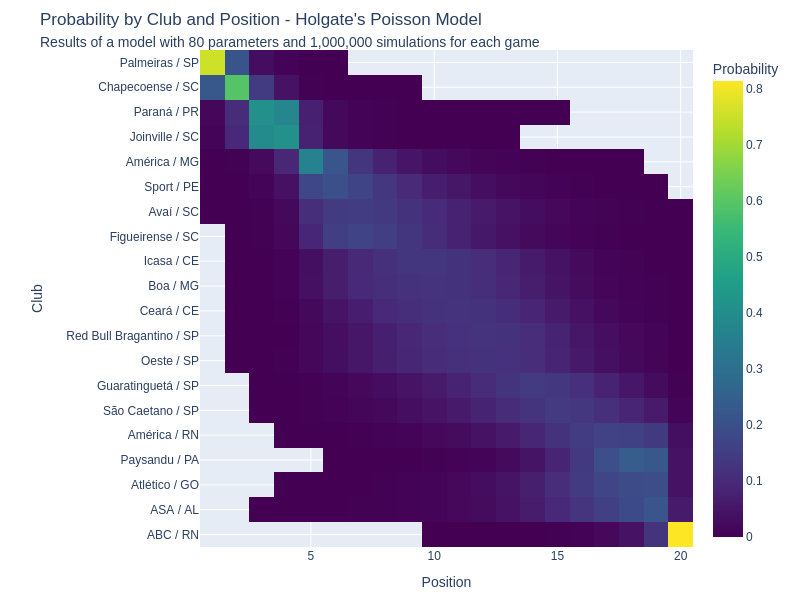 Probability by Club and Position - Holgate's Poisson Model
Results of a model with 80 parameters and 1,000,000 simulations for each game
Probability
Club
Palmeiras / SP
Chapecoense / SC
Paraná / PR
Joinville / SC
América / MG
Sport / PE
Avaí / SC
Figueirense / SC
Icasa / CE
Boa / MG
Ceará / CE
Red Bull Bragantino / SP
Oeste / SP
Guaratinguetá / SP
São Caetano / SP
América / RN
Paysandu / PA
Atlético / GO
ASA / AL
ABC / RN
0.8
0.7
0.6
0.5
0.4
0.3
0.2
0.1
0
5 10 15 20
Position